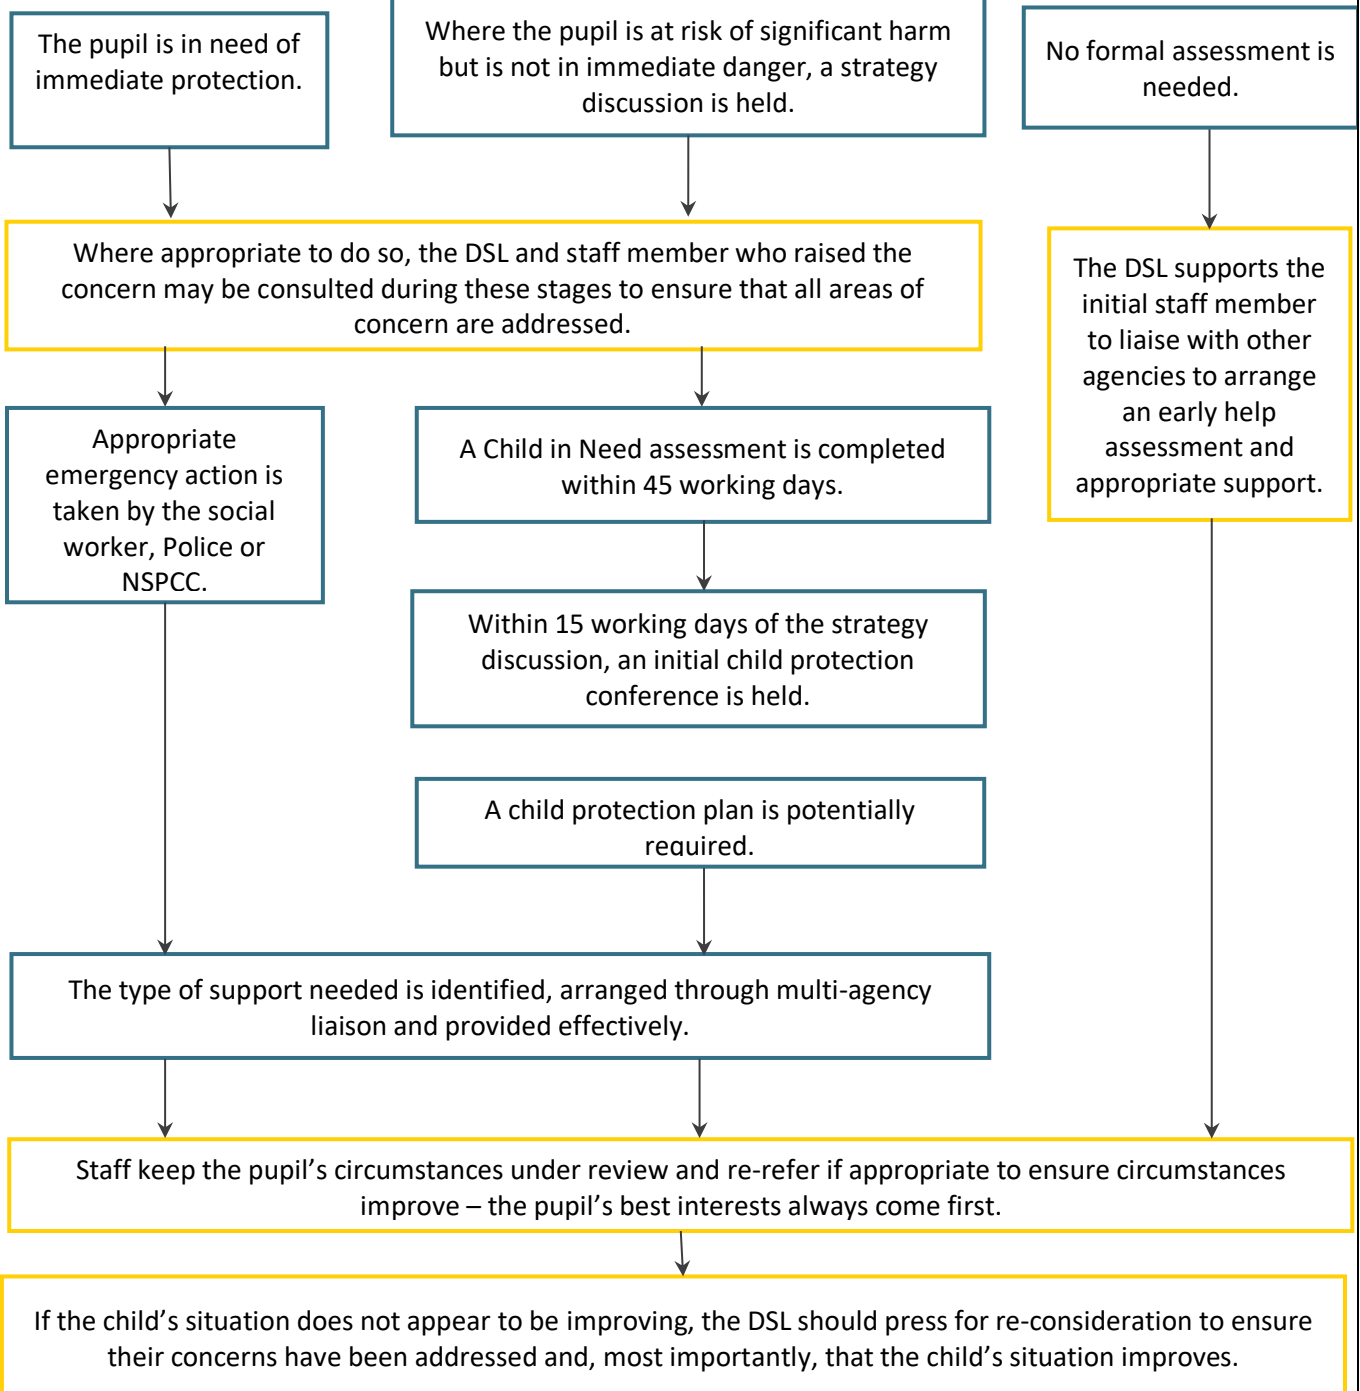 The pupil is in need of
immediate protection.
Where the pupil is at risk of significant harm
but is not in immediate danger, a strategy
discussion is held.
No formal assessment is
needed.
Where appropriate to do so, the DSL and staff member who raised the
concern may be consulted during these stages to ensure that all areas of
concern are addressed.
The DSL supports the
initial staff member
to liaise with other
agencies to arrange
an early help
assessment and
appropriate support.
Appropriate
emergency action is
taken by the social
worker, Police or
NSPCC.
A Child in Need assessment is completed
within 45 working days.
Within 15 working days of the strategy
discussion, an initial child protection
conference is held.
A child protection plan is potentially
required.
The type of support needed is identified, arranged through multi-agency
liaison and provided effectively.
Staff keep the pupil’s circumstances under review and re-refer if appropriate to ensure circumstances
improve – the pupil’s best interests always come first.
If the child’s situation does not appear to be improving, the DSL should press for re-consideration to ensure
their concerns have been addressed and, most importantly, that the child’s situation improves.